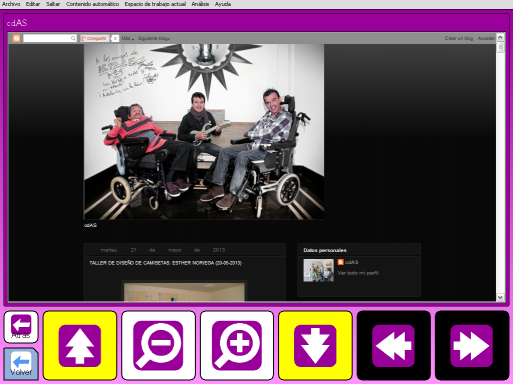 Archivo Editar Saltar Contenido automático Espacio de trabajo actual Análisis Ayuda
cdAS
Compartir 0 Más Siguiente blog» Crear un blog Acceder
cdAS
martes, 21 de mayo de 2013
TALLER DE DISEÑO DE CAMISETAS: ESTHER NORIEGA (20-05-2013)
Datos personales
cdAS
Ver todo mi perfil
Atrás
Volver